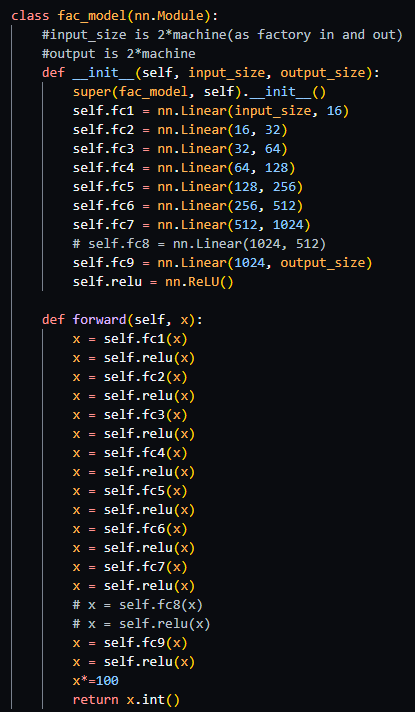 class fac_model(nn.Module):
    #input_size is 2*machine(as factory in and out)
    #output is 2*machine
    def __init__(self, input_size, output_size):
        super(fac_model, self).__init__()
        self.fc1 = nn.Linear(input_size, 16)
        self.fc2 = nn.Linear(16, 32)
        self.fc3 = nn.Linear(32, 64)
        self.fc4 = nn.Linear(64, 128)
        self.fc5 = nn.Linear(128, 256)
        self.fc6 = nn.Linear(256, 512)
        self.fc7 = nn.Linear(512, 1024)
        # self.fc8 = nn.Linear(1024, 512)
        self.fc9 = nn.Linear(1024, output_size)
        self.relu = nn.ReLU()

    def forward(self, x):
        x = self.fc1(x)
        x = self.relu(x)
        x = self.fc2(x)
        x = self.relu(x)
        x = self.fc3(x)
        x = self.relu(x)
        x = self.fc4(x)
        x = self.relu(x)
        x = self.fc5(x)
        x = self.relu(x)
        x = self.fc6(x)
        x = self.relu(x)
        x = self.fc7(x)
        x = self.relu(x)
        # x = self.fc8(x)
        # x = self.relu(x)
        x = self.fc9(x)
        x = self.relu(x)
        x*=100
        return x.int()